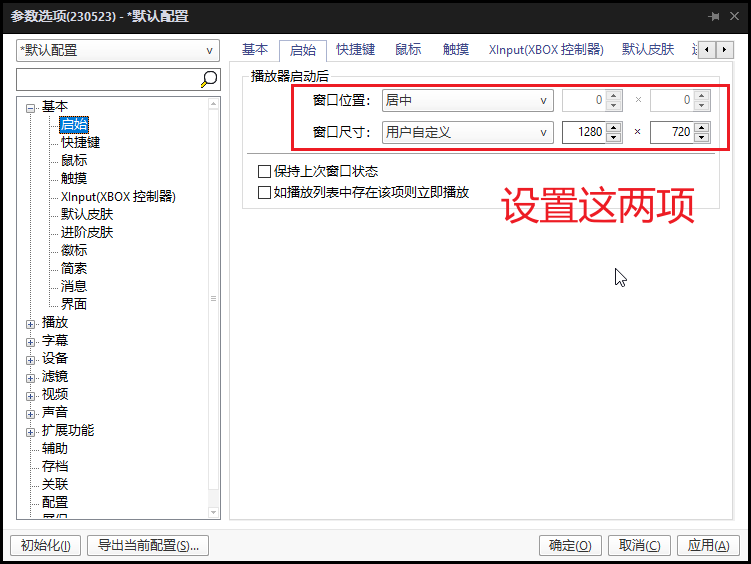 参数选项(230523) - *默认配置
*默认配置
基本
启始
快捷键
鼠标
触摸
XInput(XBOX 控制器)
默认皮肤
进阶皮肤
徽标
简索
消息
界面
播放
字幕
设备
滤镜
视频
声音
扩展功能
辅助
存档
关联
配置
基本 启始 快捷键 鼠标 触摸 XInput(XBOX 控制器) 默认皮肤
播放器启动后
窗口位置: 居中 0 × 0
窗口尺寸: 用户自定义 1280 × 720
保持上次窗口状态
如播放列表中存在该项则立即播放
设置这两项
初始化(I) 导出当前配置(S)... 确定(O) 取消(C) 应用(A)